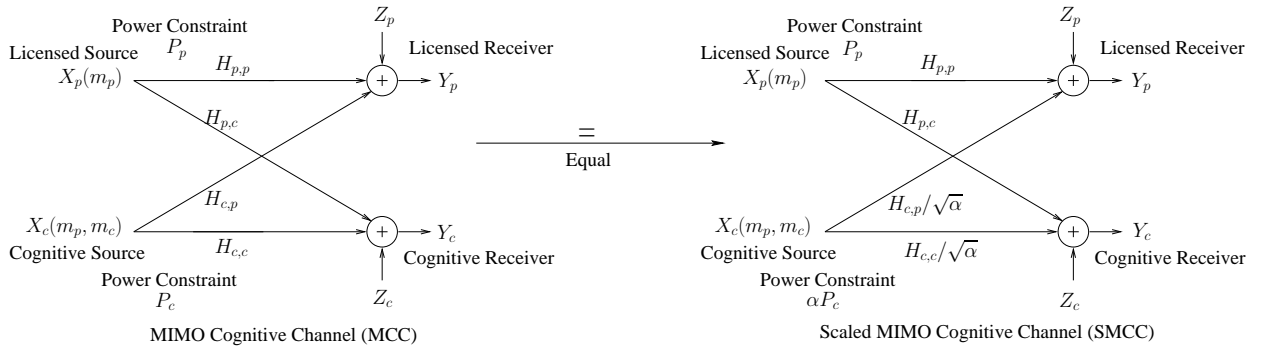 Power Constraint
P_p
Z_p
Licensed Source
Licensed Receiver
X_p(m_p)
H_{p,p}
+
Y_p
H_{p,c}
H_{c,p}
X_c(m_p, m_c)
H_{c,c}
+
Y_c
Cognitive Source
Cognitive Receiver
Power Constraint
P_c
Z_c
MIMO Cognitive Channel (MCC)
=
Equal
Power Constraint
P_p
Z_p
Licensed Source
Licensed Receiver
X_p(m_p)
H_{p,p}
+
Y_p
H_{p,c}
H_{c,p}/√α
X_c(m_p, m_c)
H_{c,c}/√α
+
Y_c
Cognitive Source
Cognitive Receiver
Power Constraint
αP_c
Z_c
Scaled MIMO Cognitive Channel (SMCC)